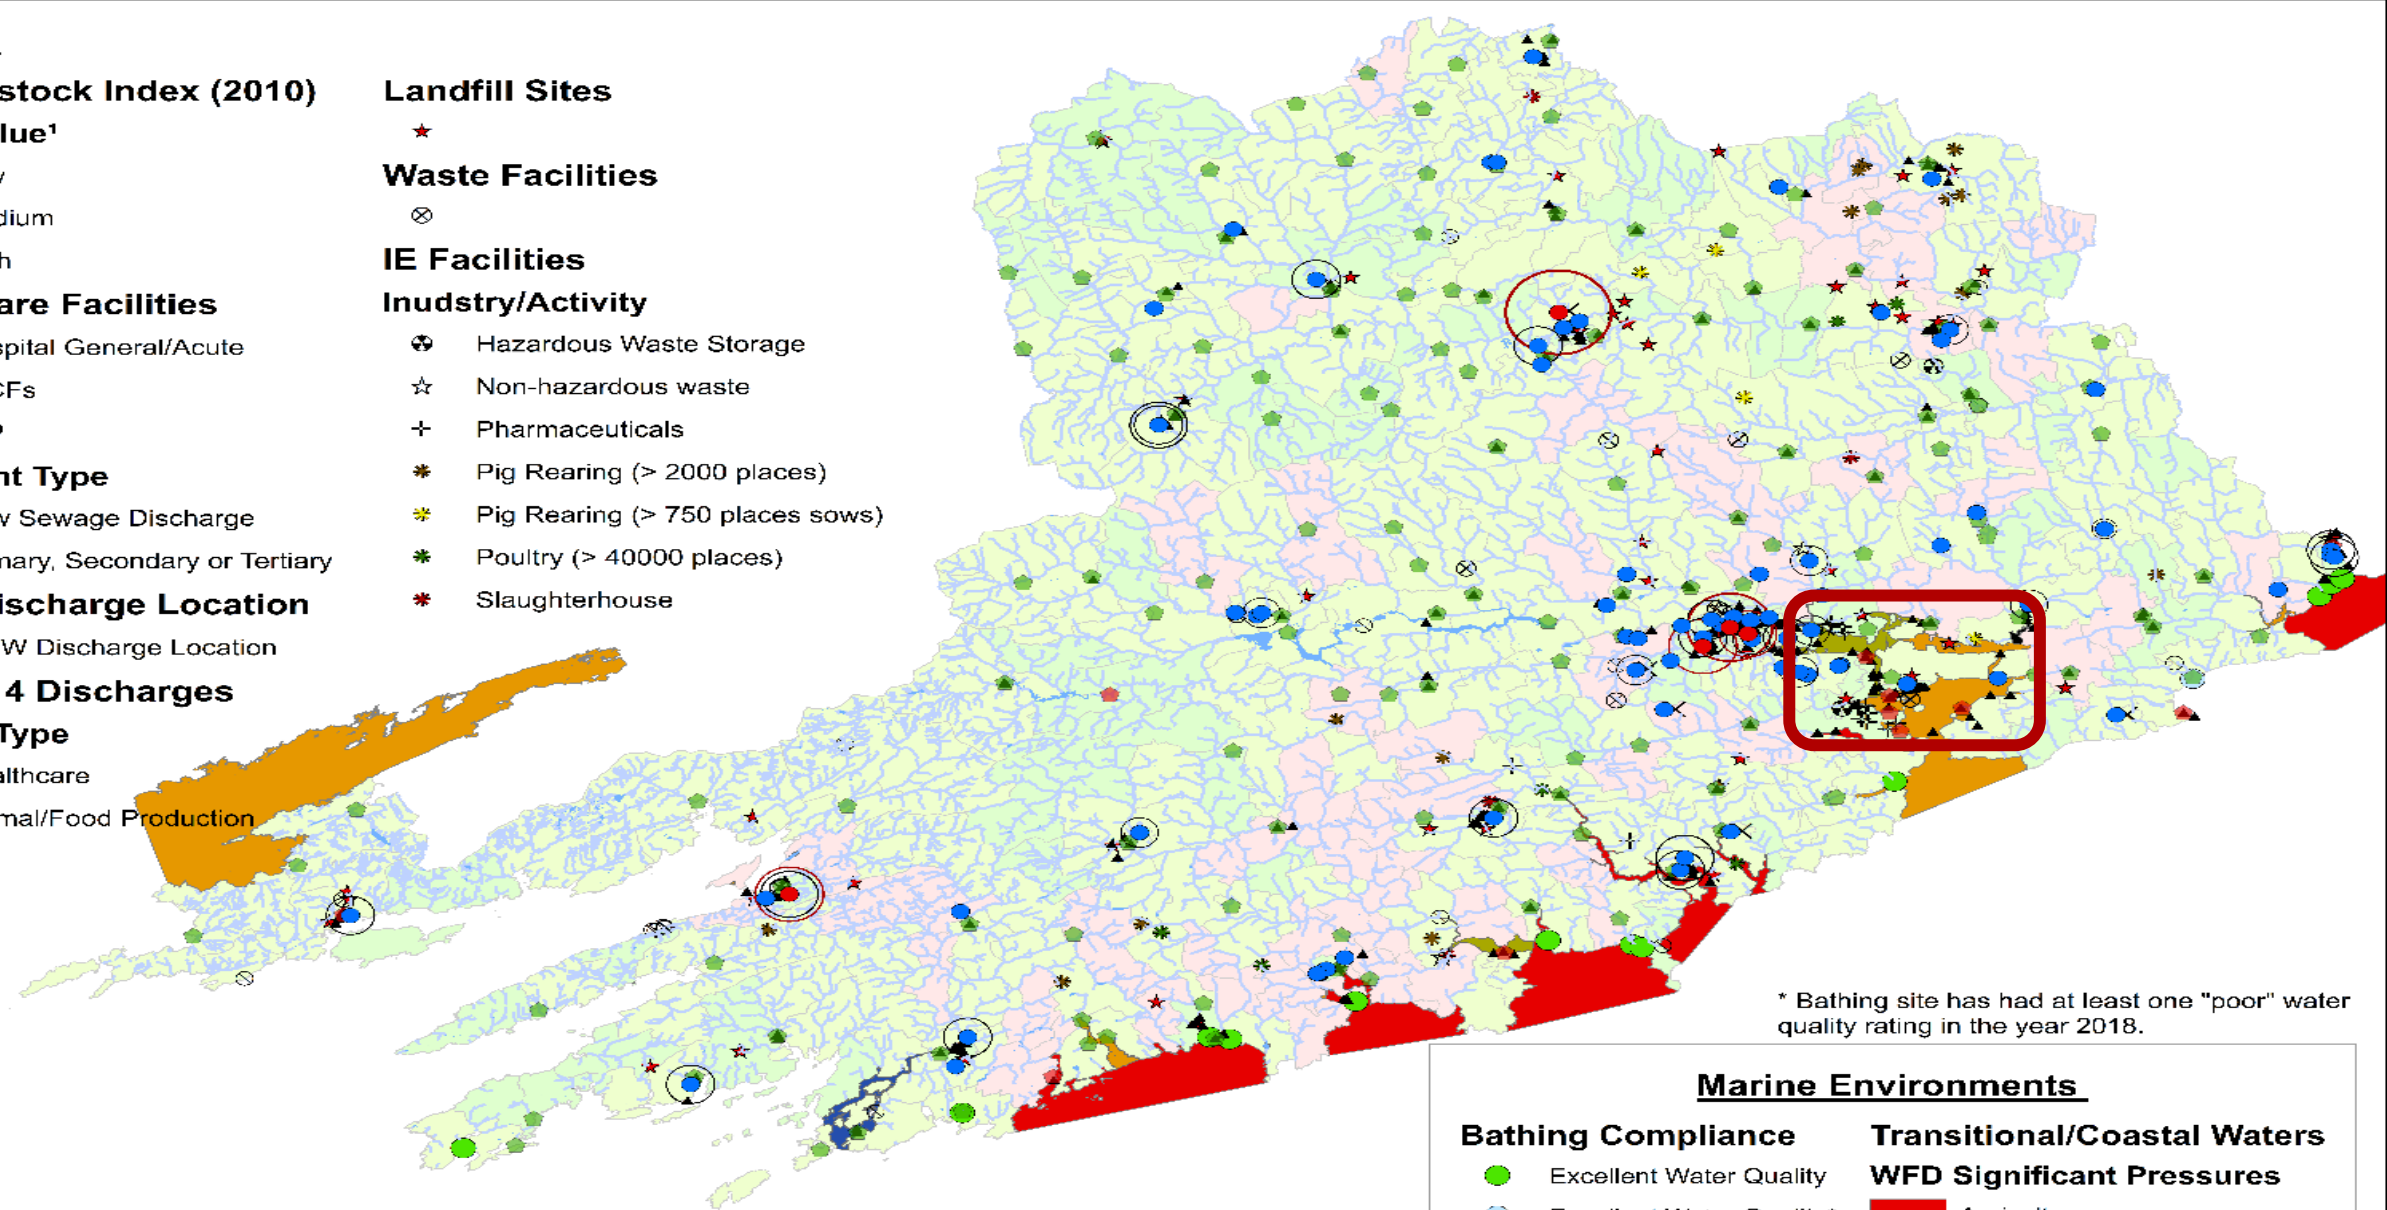 stock Index (2010)
lue¹
dium
h
are Facilities
spital General/Acute
CFs
nt Type
w Sewage Discharge
mary, Secondary or Tertiary
ischarge Location
W Discharge Location
4 Discharges
Type
althcare
mal/Food Production
Landfill Sites
Waste Facilities
IE Facilities
Inudstry/Activity
Hazardous Waste Storage
Non-hazardous waste
Pharmaceuticals
Pig Rearing (> 2000 places)
Pig Rearing (> 750 places sows)
Poultry (> 40000 places)
Slaughterhouse
* Bathing site has had at least one "poor" water
quality rating in the year 2018.
Marine Environments
Bathing Compliance
Excellent Water Quality
Transitional/Coastal Waters
WFD Significant Pressures